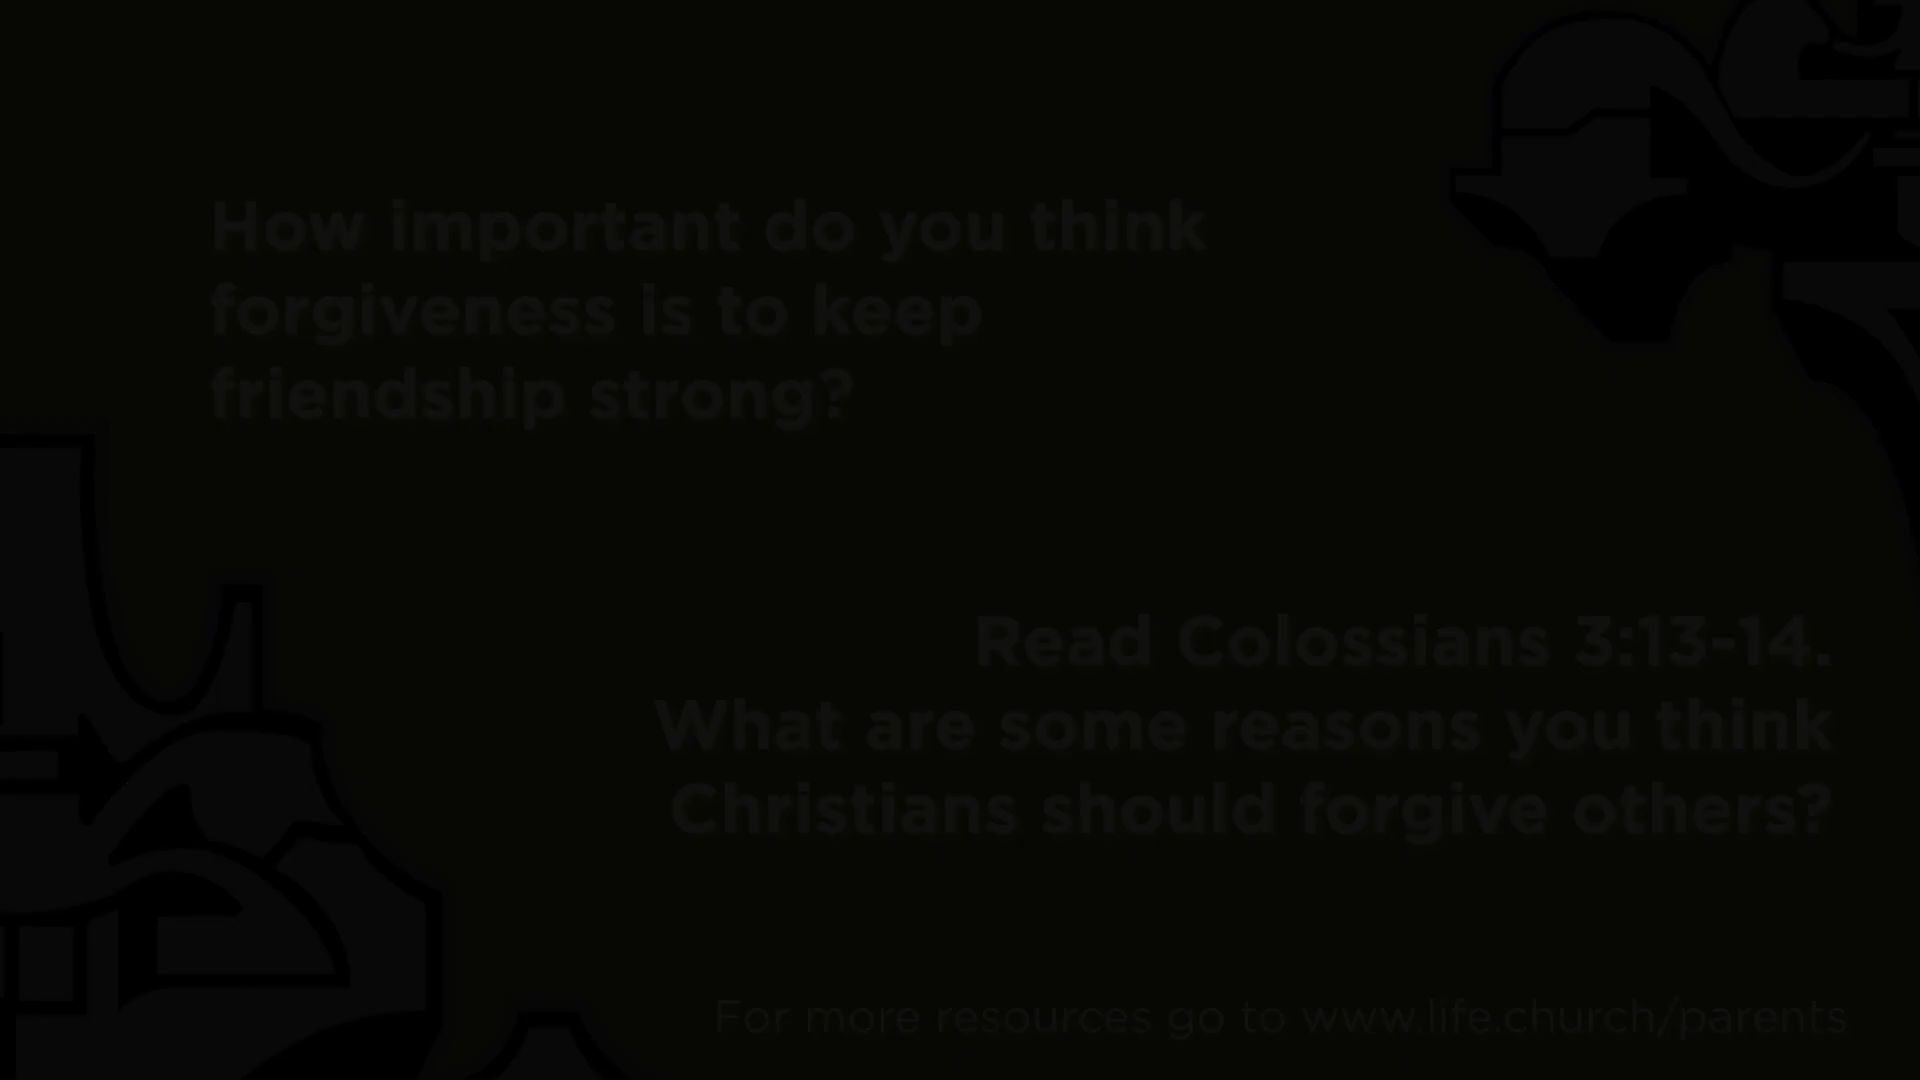 How important do you think
forgiveness is to keep
friendship strong?
Read Colossians 3:13-14.
What are some reasons you think
Christians should forgive others?
For more resources go to www.life.church/parents